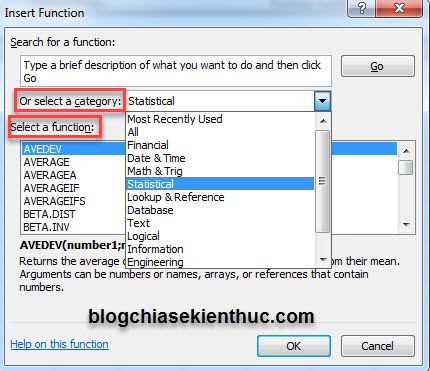 Insert Function
Search for a function:
Type a brief description of what you want to do and then click
Go
Go
Or select a category:
Statistical
Most Recently Used
All
Financial
Date & Time
Math & Trig
Statistical
Lookup & Reference
Database
Text
Logical
Information
Engineering
Select a function:
AVEDEV
AVERAGE
AVERAGEA
AVERAGEIF
AVERAGEIFS
BETA.DIST
BETA.INV
AVEDEV(number1;
Returns the average om their mean.
Arguments can be numbers or names, arrays, or references that contain
numbers.
blogchiasekienthuc.com
Help on this function
OK
Cancel